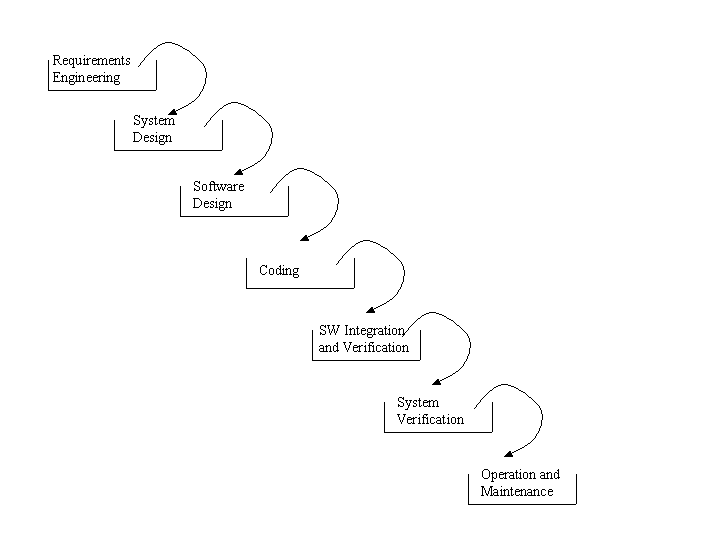 Requirements
Engineering
System
Design
Software
Design
Coding
SW Integration
and Verification
System
Verification
Operation and
Maintenance